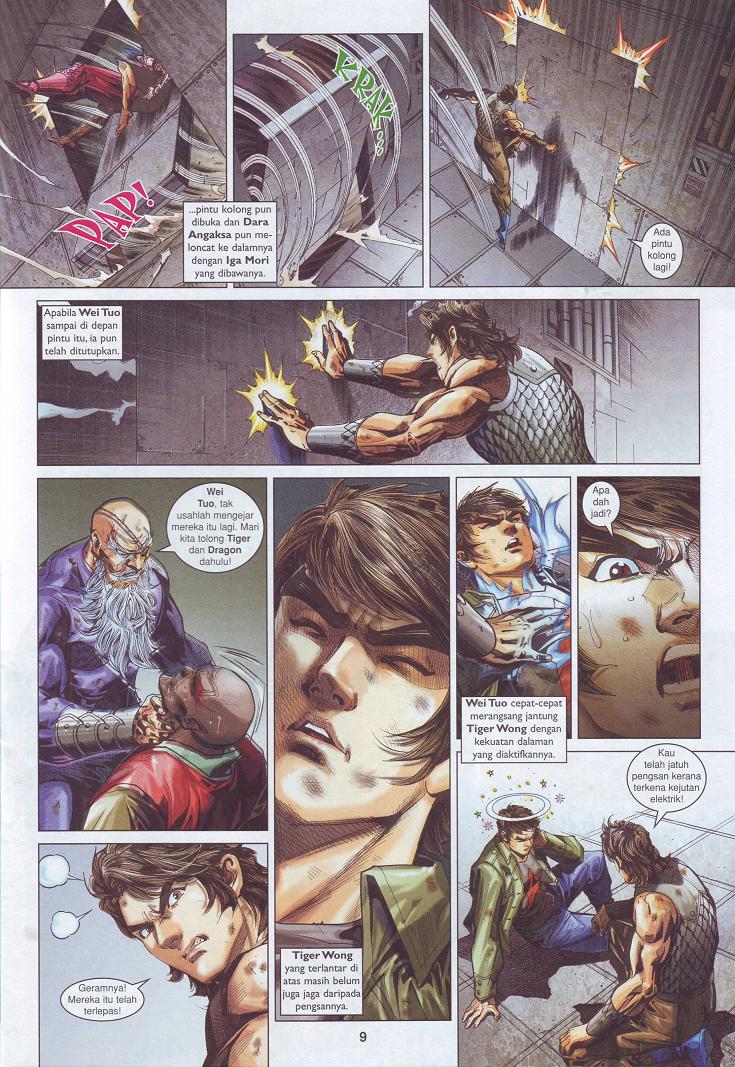 PAP!
...pintu kolong pun
dibuka dan Dara
Angaksa pun me-
loncat ke dalamnya
dengan Iga Mori
yang dibawanya.
KRAK...
Ada
pintu
kolong
lagi!
Apabila Wei Tuo
sampai di depan
pintu itu, ia pun
telah ditutupkan.
Wei
Tuo, tak
usahlah mengejar
mereka itu lagi. Mari
kita tolong Tiger
dan Dragon
dahulu!
Geramnya!
Mereka itu telah
terlepas!
Tiger Wong
yang terlantar di
atas masih belum
juga jaga daripada
pengsannya.
Wei Tuo cepat-cepat
merangsang jantung
Tiger Wong dengan
kekuatan dalaman
yang diaktifkannya.
Apa
dah
jadi?
Kau
telah jatuh
pengsan kerana
terkena kejutan
elektrik!
9